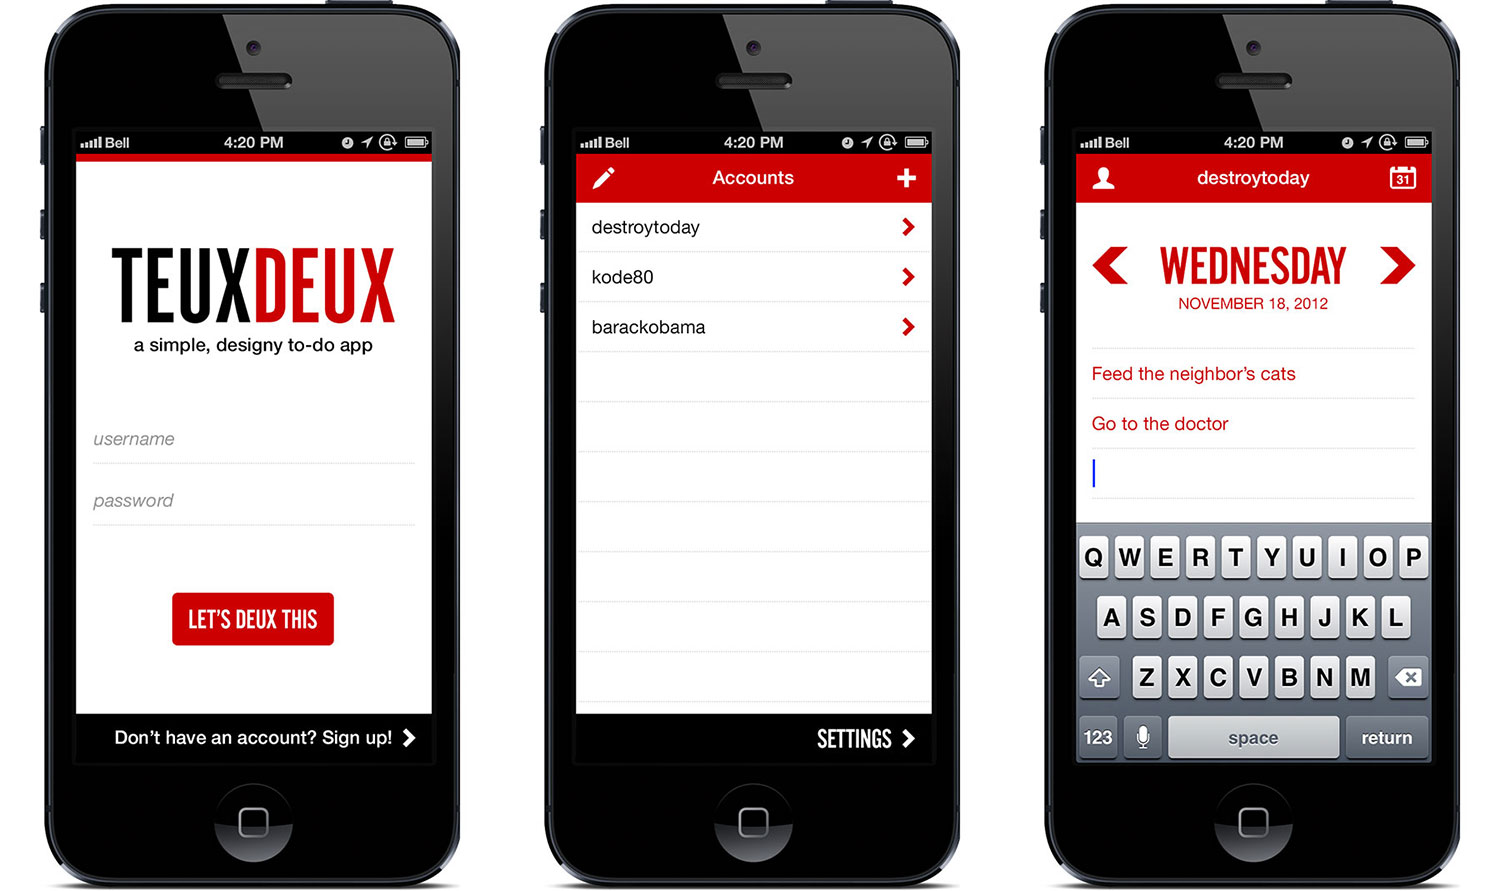 Bell 4:20 PM
TEUXDEUX
a simple, designy to-do app
username
password
LET'S DEUX THIS
Don't have an account? Sign up!
Bell 4:20 PM
Accounts
destroytoday
kode80
barackobama
SETTINGS
Bell 4:20 PM
destroytoday
31
WEDNESDAY
NOVEMBER 18, 2012
Feed the neighbor's cats
Go to the doctor
Q W E R T Y U I O P
A S D F G H J K L
Z X C V B N M
123 space return